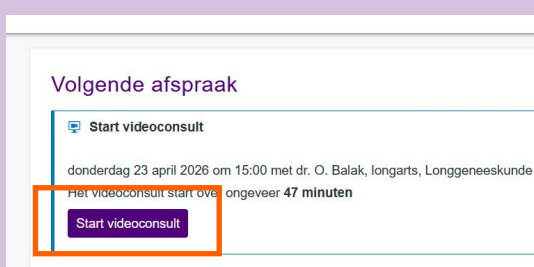 Volgende afspraak
Start videoconsult
donderdag 23 april 2026 om 15:00 met dr. O. Balak, longarts, Longgeneeskunde
Het videoconsult start over ongeveer 47 minuten
Start videoconsult